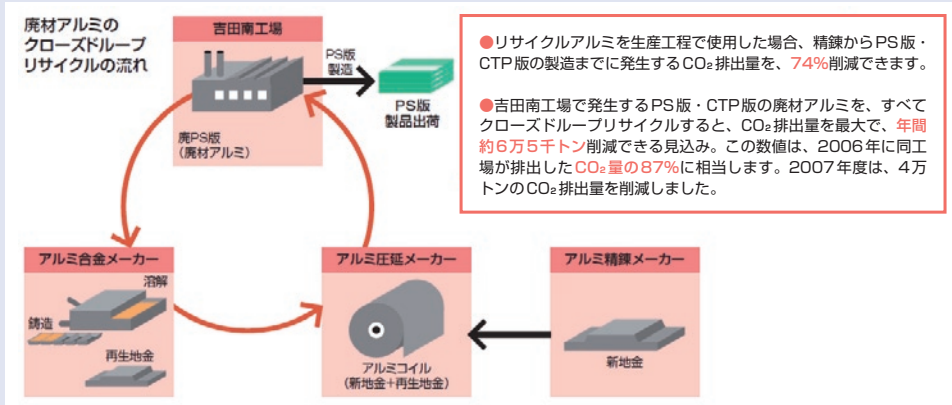 廃材アルミの
クローズドループ
リサイクルの流れ
吉田南工場
PS版
製造
PS版
製品出荷
廃PS版
(廃材アルミ)
●リサイクルアルミを生産工程で使用した場合、精錬からPS版・
CTP版の製造までに発生するCO₂排出量を、74%削減できます。
●吉田南工場で発生するPS版・CTP版の廃材アルミを、すべて
クローズドループリサイクルすると、CO₂排出量を最大で、年間
約6万5千トン削減できる見込み。この数値は、2006年に同工
場が排出したCO₂量の87%に相当します。2007年度は、4万
トンのCO₂排出量を削減しました。
アルミ合金メーカー
溶解
鋳造
再生地金
アルミ圧延メーカー
アルミコイル
(新地金+再生地金)
アルミ精錬メーカー
新地金